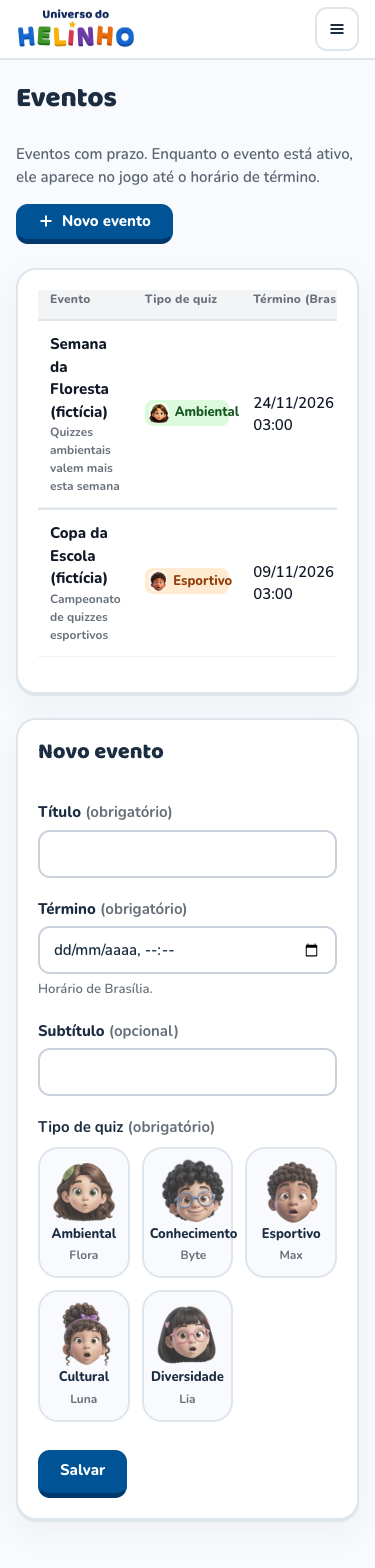 Universo do
HELINHO
Eventos
Eventos com prazo. Enquanto o evento está ativo,
ele aparece no jogo até o horário de término.
+ Novo evento
Evento Tipo de quiz Término (Bras
Semana
da
Floresta
(fictícia)
Quizzes
ambientais
valem mais
esta semana
Ambiental
24/11/2026
03:00
Copa da
Escola
(fictícia)
Campeonato
de quizzes
esportivos
Esportivo
09/11/2026
03:00
Novo evento
Título (obrigatório)
Término (obrigatório)
dd/mm/aaaa, --:--
Horário de Brasília.
Subtítulo (opcional)
Tipo de quiz (obrigatório)
Ambiental
Flora
Conhecimento
Byte
Esportivo
Max
Cultural
Luna
Diversidade
Lia
Salvar